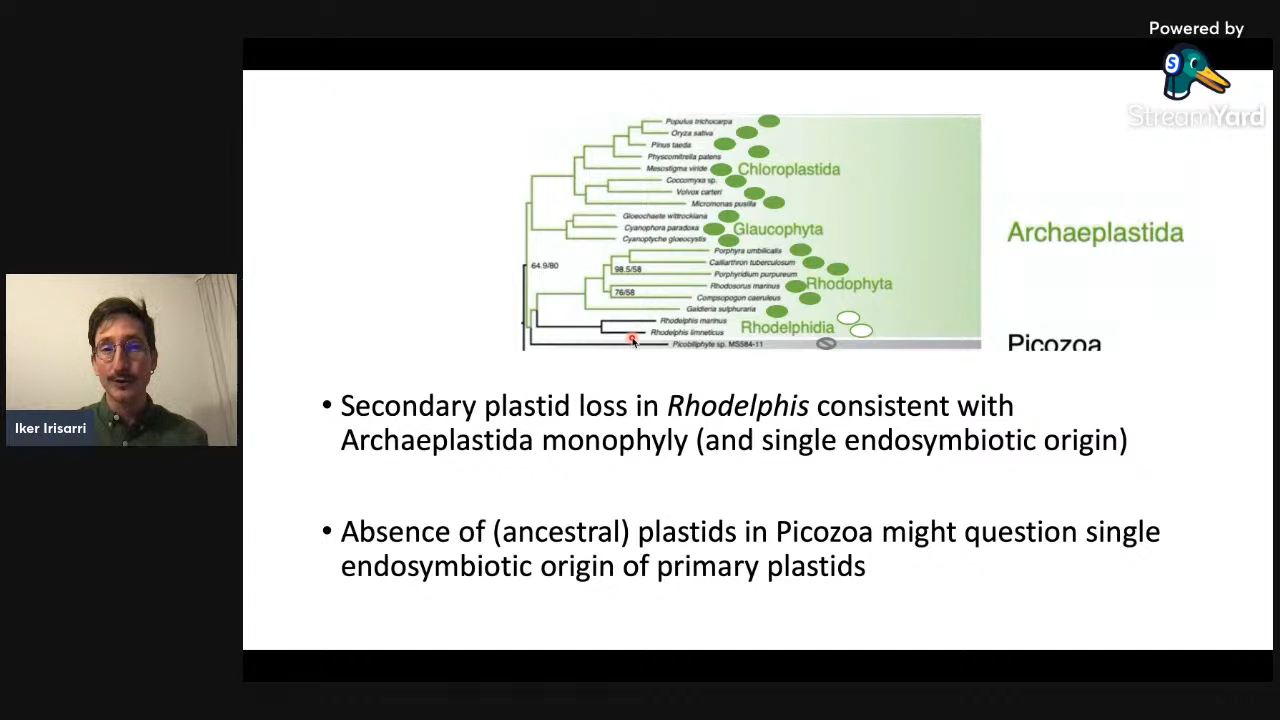 Powered by
S
StreamYard
Populus trichocarpa
Oryza sativa
Pinus taeda
Physcomitrella patens
Mesostigma viride
Chloroplastida
Coccomyxa sp.
Volvox carteri
Micromonas pusilla
Gloeochaete wittrockiana
Cyanophora paradoxa
Glaucophyta
Cyanoptyche gloeocystis
Archaeplastida
Porphyra umbilicalis
Calliarthron tuberculosum
64.9/80
98.5/58
Porphyridium purpureum
Rhodosorus marinus
Rhodophyta
76/58
Compsopogon caeruleus
Galdieria sulphuraria
Rhodelphis marinus
Rhodelphidia
Rhodelphis limneticus
Picobiliphyte sp. MS584-11
Picozoa
• Secondary plastid loss in Rhodelphis consistent with
Archaeplastida monophyly (and single endosymbiotic origin)
• Absence of (ancestral) plastids in Picozoa might question single
endosymbiotic origin of primary plastids
Iker Irisarri